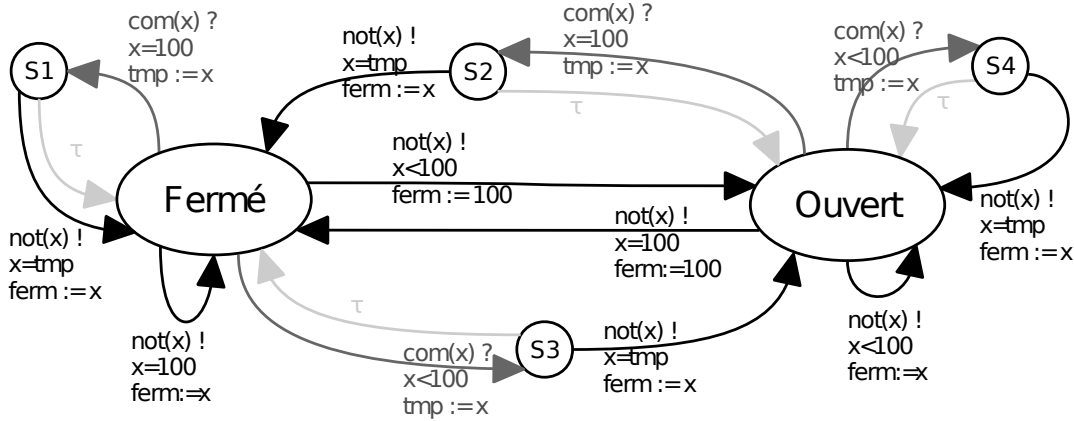 com(x) ?
x=100
tmp := x
S1
τ
not(x) !
x=tmp
ferm := x
not(x) !
x=tmp
ferm := x
S2
com(x) ?
x=100
tmp := x
τ
com(x) ?
x<100
tmp := x
S4
τ
not(x) !
x<100
ferm := 100
Fermé
Ouvert
not(x) !
x=100
ferm:=100
not(x) !
x=tmp
ferm := x
not(x) !
x=100
ferm:=x
τ
com(x) ?
x<100
tmp := x
S3
not(x) !
x=tmp
ferm := x
not(x) !
x<100
ferm:=x